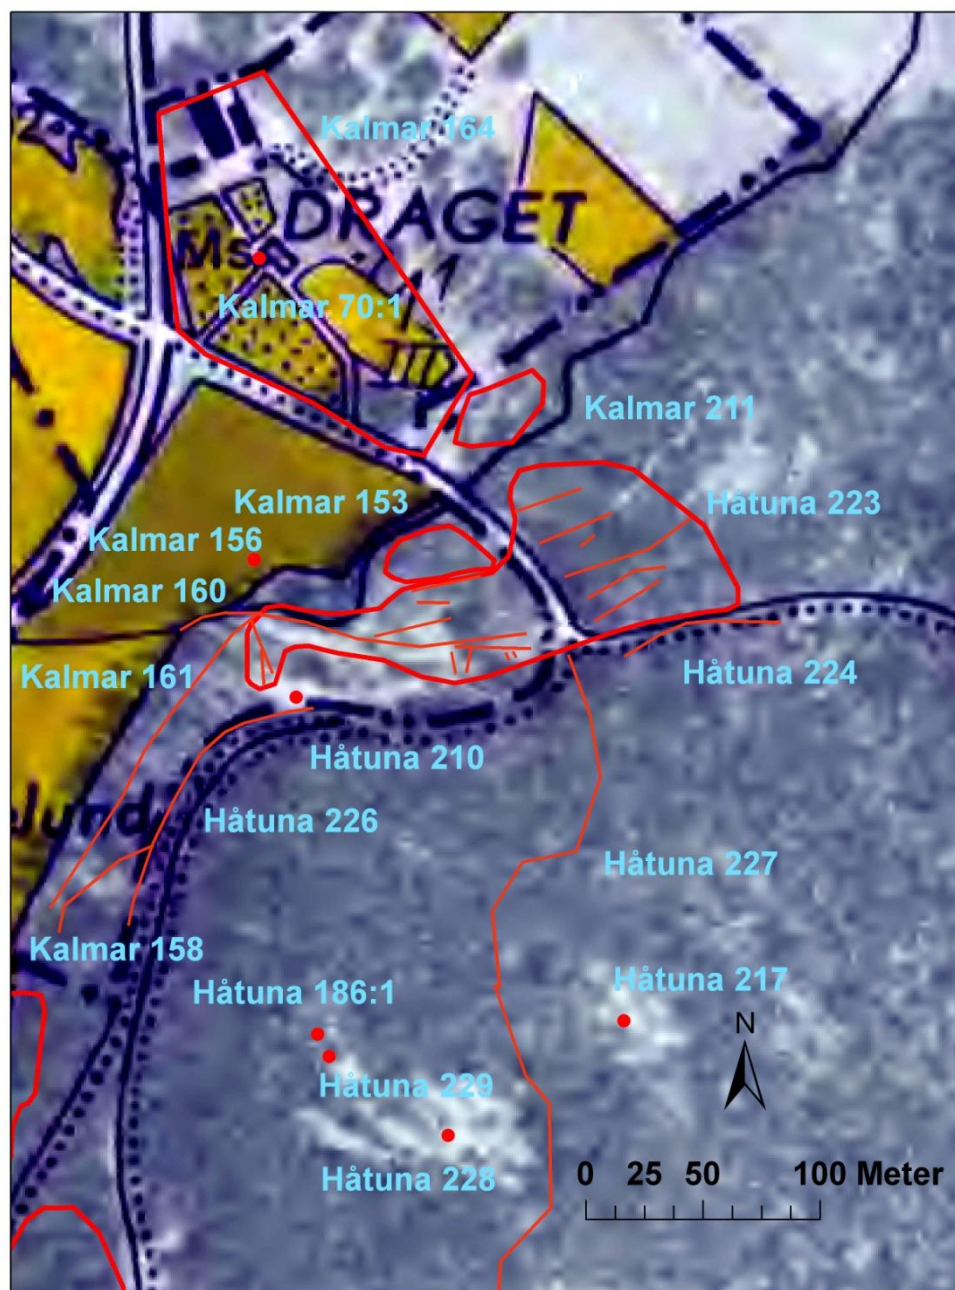 Kalmar 164
DRAGET
Ms
Kalmar 70:1
Kalmar 211
Kalmar 153
Håtuna 223
Kalmar 156
Kalmar 160
Kalmar 161
Håtuna 224
Håtuna 210
lund
Håtuna 226
Håtuna 227
Kalmar 158
Håtuna 217
Håtuna 186:1
N
Håtuna 229
0 25 50 100 Meter
Håtuna 228